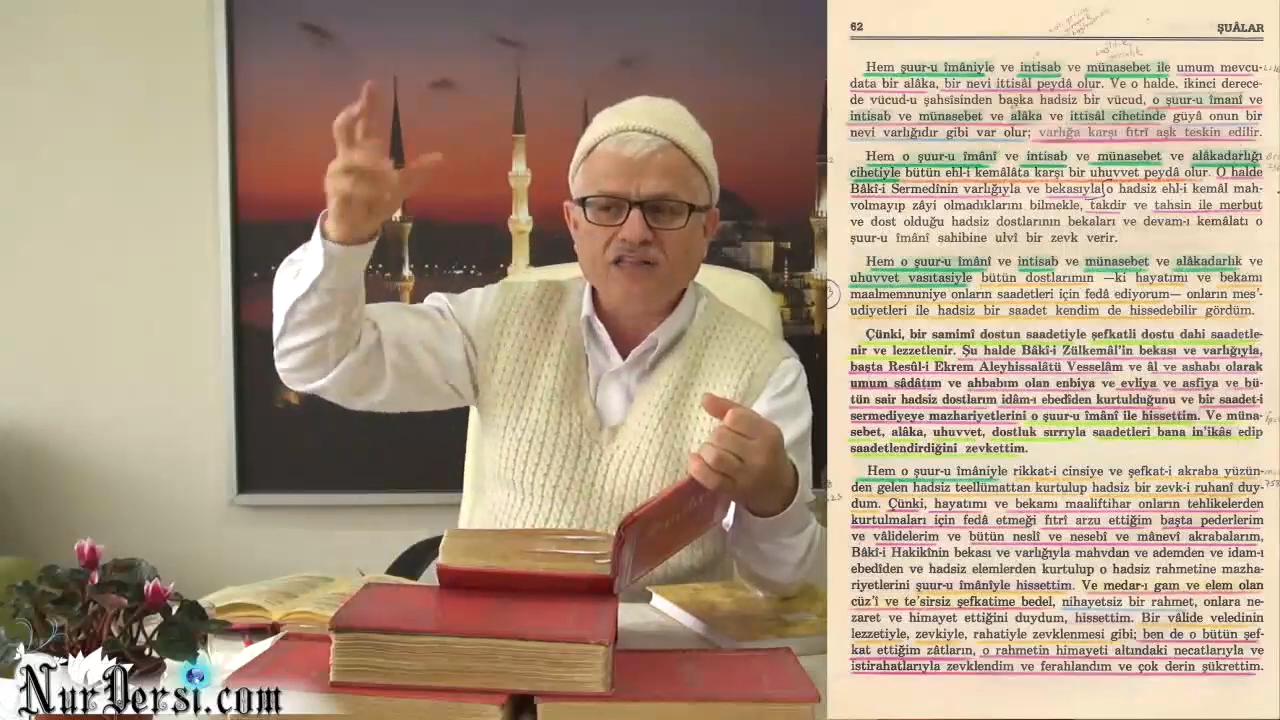 62
ŞUÂLAR
Hem şuur-u îmâniyle ve intisab ve münasebet ile umum mevcu-
data bir alâka, bir nevi ittisâl peydâ olur. Ve o halde, ikinci derece-
de vücud-u şahsîsinden başka hadsiz bir vücud, o şuur-u îmanî ve
intisab ve münasebet ve alâka ve ittisâl cihetinde güyâ onun bir
nevi varlığıdır gibi var olur; varlığa karşı fıtrî aşk teskin edilir.
Hem o şuur-u îmânî ve intisab ve münasebet ve alâkadarlığı
cihetiyle bütün ehl-i kemâlâta karşı bir uhuvvet peydâ olur. O halde
Bâki-i Sermedînin varlığıyla ve bekasıyla o hadsiz ehl-i kemâl mah-
volmayıp zâyi olmadıklarını bilmekle, takdir ve tahsin ile merbut
ve dost olduğu hadsiz dostlarının bekaları ve devam-ı kemâlatı o
şuur-u îmânî sahibine ulvî bir zevk verir.
Hem o şuur-u îmânî ve intisab ve münasebet ve alâkadarlık ve
uhuvvet vasıtasiyle bütün dostlarının —ki hayatımı ve bekamı
maalmemnuniye onların saadetleri için fedâ ediyorum— onların mes'-
udiyetleri ile hadsiz bir saadet kendim de hissedebilir gördüm.
Çünki, bir samimî dostun saadetiyle şefkatli dostu dahi saadetle-
nir ve lezzetlenir. Şu halde Bâki-i Zülkemâl'in bekası ve varlığıyla,
başta Resûl-i Ekrem Aleyhissalâtü Vesselâm ve âl ve ashabı olarak
umum sâdâtım ve ahbabım olan enbiya ve evliya ve asfiya ve bü-
tün sair hadsiz dostlarım idâm-ı ebedîden kurtulduğunu ve bir saadet-i
sermediyeye mazhariyetlerini o şuur-u îmânî ile hissettim. Ve müna-
sebet, alâka, uhuvvet, dostluk sırrıyla saadetleri bana in'ikâs edip
saadetlendirdiğini zevkettim.
Hem o şuur-u îmâniyle rikkat-i cinsiye ve şefkat-i akraba yüzün-
den gelen hadsiz teellümattan kurtulup hadsiz bir zevk-i ruhanî duy-
dum. Çünki, hayatımı ve bekamı maaliftihar onların tehlikelerden
kurtulmaları için fedâ etmeği fıtrî arzu ettiğim başta pederlerim
ve vâlidelerim ve bütün neslî ve nesebî ve mânevî akrabalarım,
Bâki-i Hakikînin bekası ve varlığıyla mahvdan ve ademden ve idam-ı
ebedîden ve hadsiz elemlerden kurtulup o hadsiz rahmetine mazha-
riyetlerini şuur-u îmânîyle hissettim. Ve medar-ı gam ve elem olan
cüz'î ve te'sirsiz şefkatime bedel, nihayetsiz bir rahmet, onlara ne-
zaret ve himayet ettiğini duydum, hissettim. Bir vâlide veledinin
lezzetiyle, zevkiyle, rahatiyle zevklenmesi gibi; ben de o bütün şef-
kat ettiğim zâtların, o rahmetin himayeti altındaki necatlarıyla ve
istirahatlarıyla zevklendim ve ferahlandım ve çok derin şükrettim.
NurDersi.com